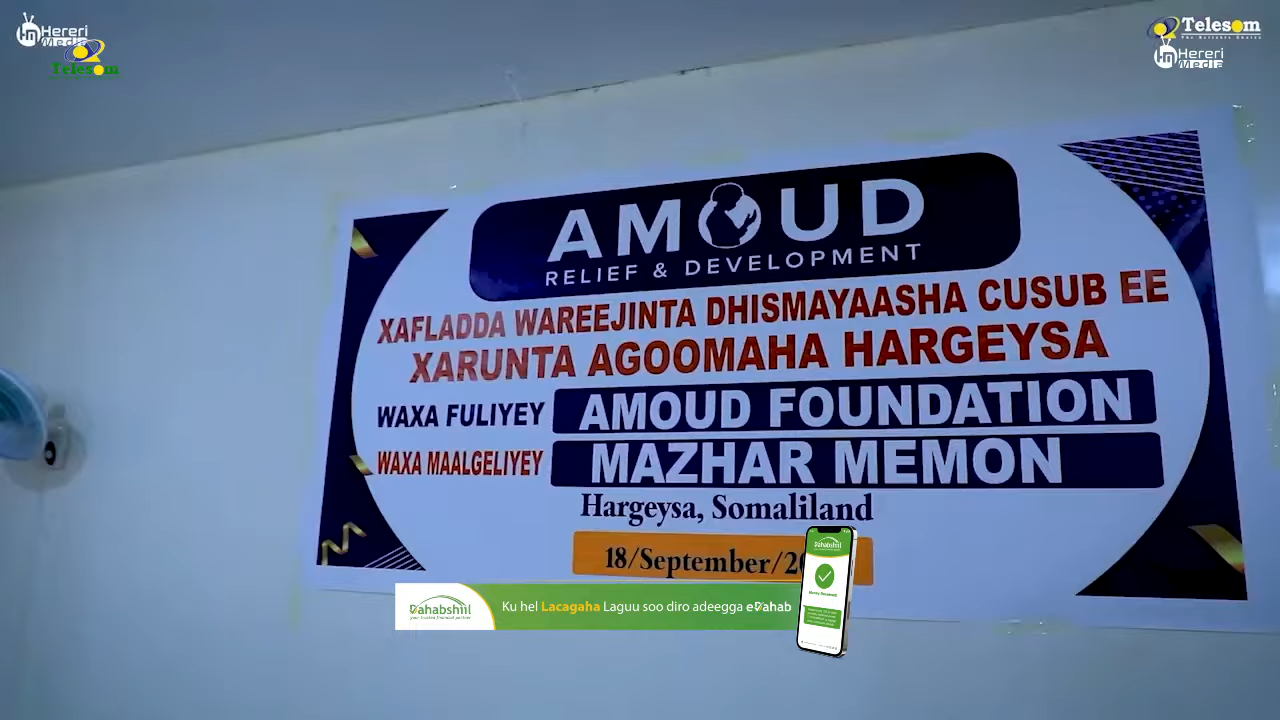 Hereri
Media
Telesom
Telesom
The Reliable Choice
Hereri
Media
AMOUD
RELIEF & DEVELOPMENT
XAFLADDA WAREEJINTA DHISMAYAASHA CUSUB EE
XARUNTA AGOOMAHA HARGEYSA
WAXA FULIYEY AMOUD FOUNDATION
WAXA MAALGELIYEY MAZHAR MEMON
Hargeysa, Somaliland
18/September/20
Dahabshiil
your trusted financial partner
Ku hel Lacagaha Laguu soo diro adeegga eDahab
Dahabshiil
Money Received!